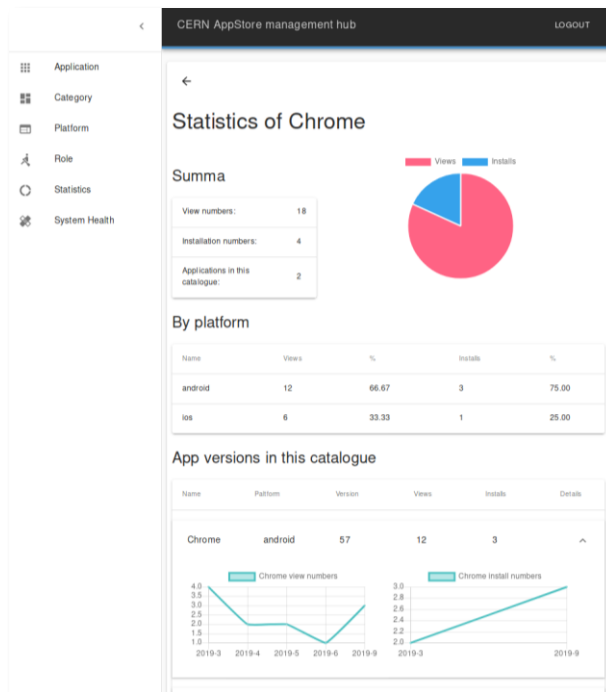 CERN AppStore management hub
LOGOUT
Application
Category
Platform
Role
Statistics
System Health
Statistics of Chrome
Summa
View numbers: 18
Installation numbers: 4
Applications in this
catalogue: 2
Views Installs
By platform
Name Views % Installs %
android 12 66.67 3 75.00
ios 6 33.33 1 25.00
App versions in this catalogue
Name Paltform Version Views Installs Details
Chrome android 57 12 3
Chrome view numbers
4.0
3.5
3.0
2.5
2.0
1.5
1.0
2019-3 2019-4 2019-5 2019-6 2019-9
Chrome install numbers
3.0
2.8
2.6
2.4
2.2
2.0
2019-3 2019-9